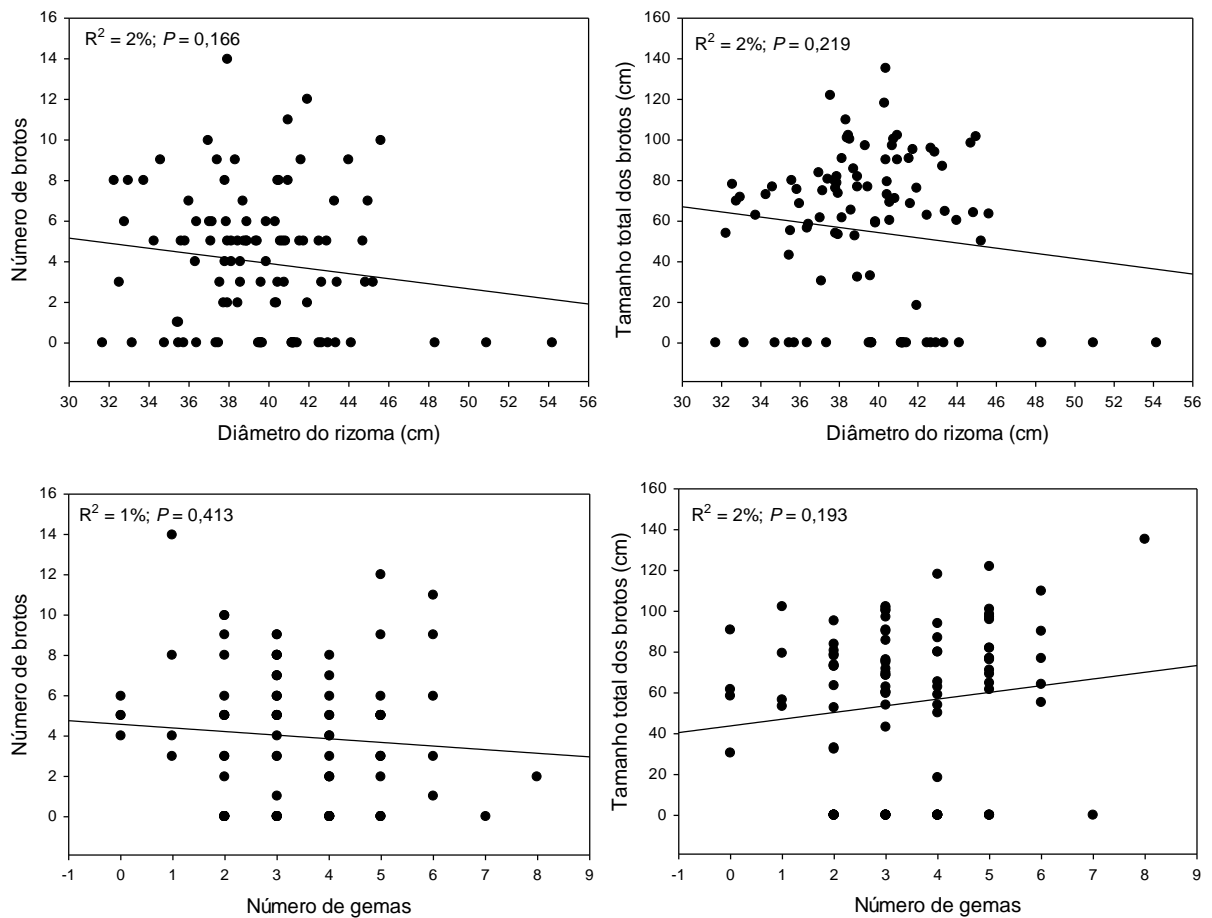 R² = 2%; P = 0,166
Número de brotos
16
14
12
10
8
6
4
2
0
30 32 34 36 38 40 42 44 46 48 50 52 54 56
Diâmetro do rizoma (cm)
R² = 2%; P = 0,219
Tamanho total dos brotos (cm)
160
140
120
100
80
60
40
20
0
30 32 34 36 38 40 42 44 46 48 50 52 54 56
Diâmetro do rizoma (cm)
R² = 1%; P = 0,413
Número de brotos
16
14
12
10
8
6
4
2
0
-1 0 1 2 3 4 5 6 7 8 9
Número de gemas
R² = 2%; P = 0,193
Tamanho total dos brotos (cm)
160
140
120
100
80
60
40
20
0
-1 0 1 2 3 4 5 6 7 8 9
Número de gemas